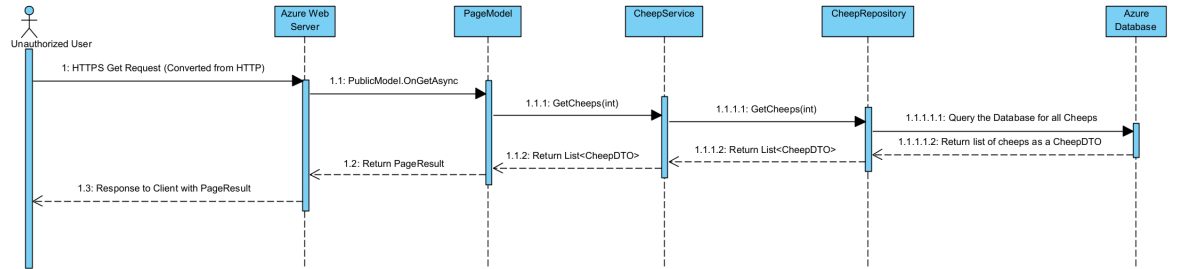 Azure Web
Server
PageModel
CheepService
CheepRepository
Azure
Database
Unauthorized User
1: HTTPS Get Request (Converted from HTTP)
1.1: PublicModel.OnGetAsync
1.1.1: GetCheeps(int)
1.1.1.1: GetCheeps(int)
1.1.1.1.1: Query the Database for all Cheeps
1.1.1.1.2: Return list of cheeps as a CheepDTO
1.1.1.2: Return List<CheepDTO>
1.1.2: Return List<CheepDTO>
1.2: Return PageResult
1.3: Response to Client with PageResult